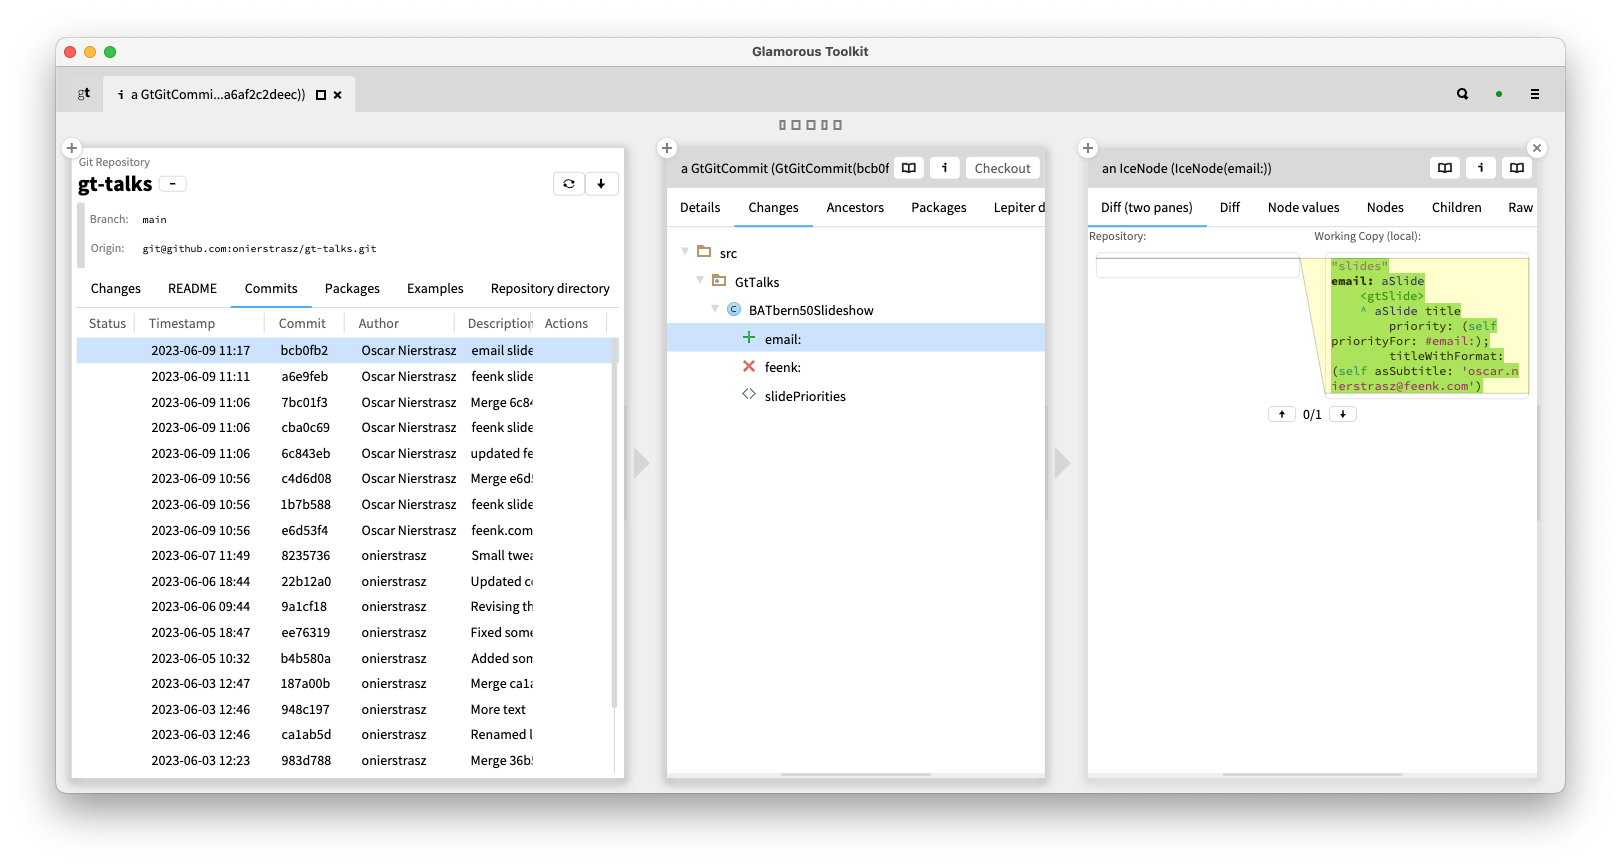 Glamorous Toolkit
gt
i a GtGitCommi...a6af2c2deec))
Git Repository
gt-talks
Branch: main
Origin: git@github.com:onierstrasz/gt-talks.git
Changes README Commits Packages Examples Repository directory
Status Timestamp Commit Author Description Actions
2023-06-09 11:17 bcb0fb2 Oscar Nierstrasz email slide
2023-06-09 11:11 a6e9feb Oscar Nierstrasz feenk slide
2023-06-09 11:06 7bc01f3 Oscar Nierstrasz Merge 6c84
2023-06-09 11:06 cba0c69 Oscar Nierstrasz feenk slide
2023-06-09 11:06 6c843eb Oscar Nierstrasz updated fe
2023-06-09 10:56 c4d6d08 Oscar Nierstrasz Merge e6d5
2023-06-09 10:56 1b7b588 Oscar Nierstrasz feenk slide
2023-06-09 10:56 e6d53f4 Oscar Nierstrasz feenk.com
2023-06-07 11:49 8235736 onierstrasz Small twea
2023-06-06 18:44 22b12a0 onierstrasz Updated co
2023-06-06 09:44 9a1cf18 onierstrasz Revising th
2023-06-05 18:47 ee76319 onierstrasz Fixed some
2023-06-05 10:32 b4b580a onierstrasz Added som
2023-06-03 12:47 187a00b onierstrasz Merge ca1a
2023-06-03 12:46 948c197 onierstrasz More text
2023-06-03 12:46 ca1ab5d onierstrasz Renamed l
2023-06-03 12:23 983d788 onierstrasz Merge 36b5
a GtGitCommit (GtGitCommit(bcb0f
i
Checkout
Details Changes Ancestors Packages Lepiter d
src
GtTalks
C BATbern50Slideshow
email:
feenk:
slidePriorities
an IceNode (IceNode(email:))
i
Diff (two panes) Diff Node values Nodes Children Raw
Repository: Working Copy (local):
"slides"
email: aSlide
<gtSlide>
^ aSlide title
priority: (self
priorityFor: #email:);
titleWithFormat:
(self asSubtitle: 'oscar.n
ierstrasz@feenk.com')
0/1